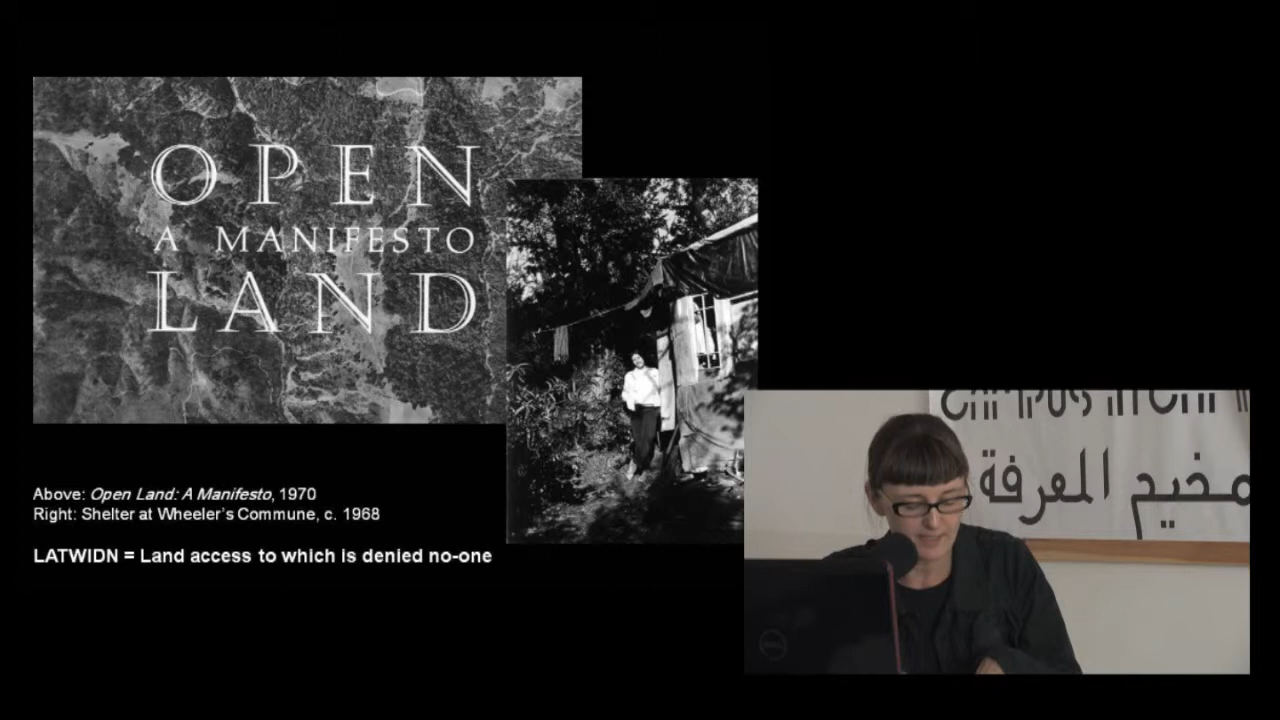 OPEN
A MANIFESTO
LAND
Above: Open Land: A Manifesto, 1970
Right: Shelter at Wheeler's Commune, c. 1968
LATWIDN = Land access to which is denied no-one
مخيم المعرفة
DELL